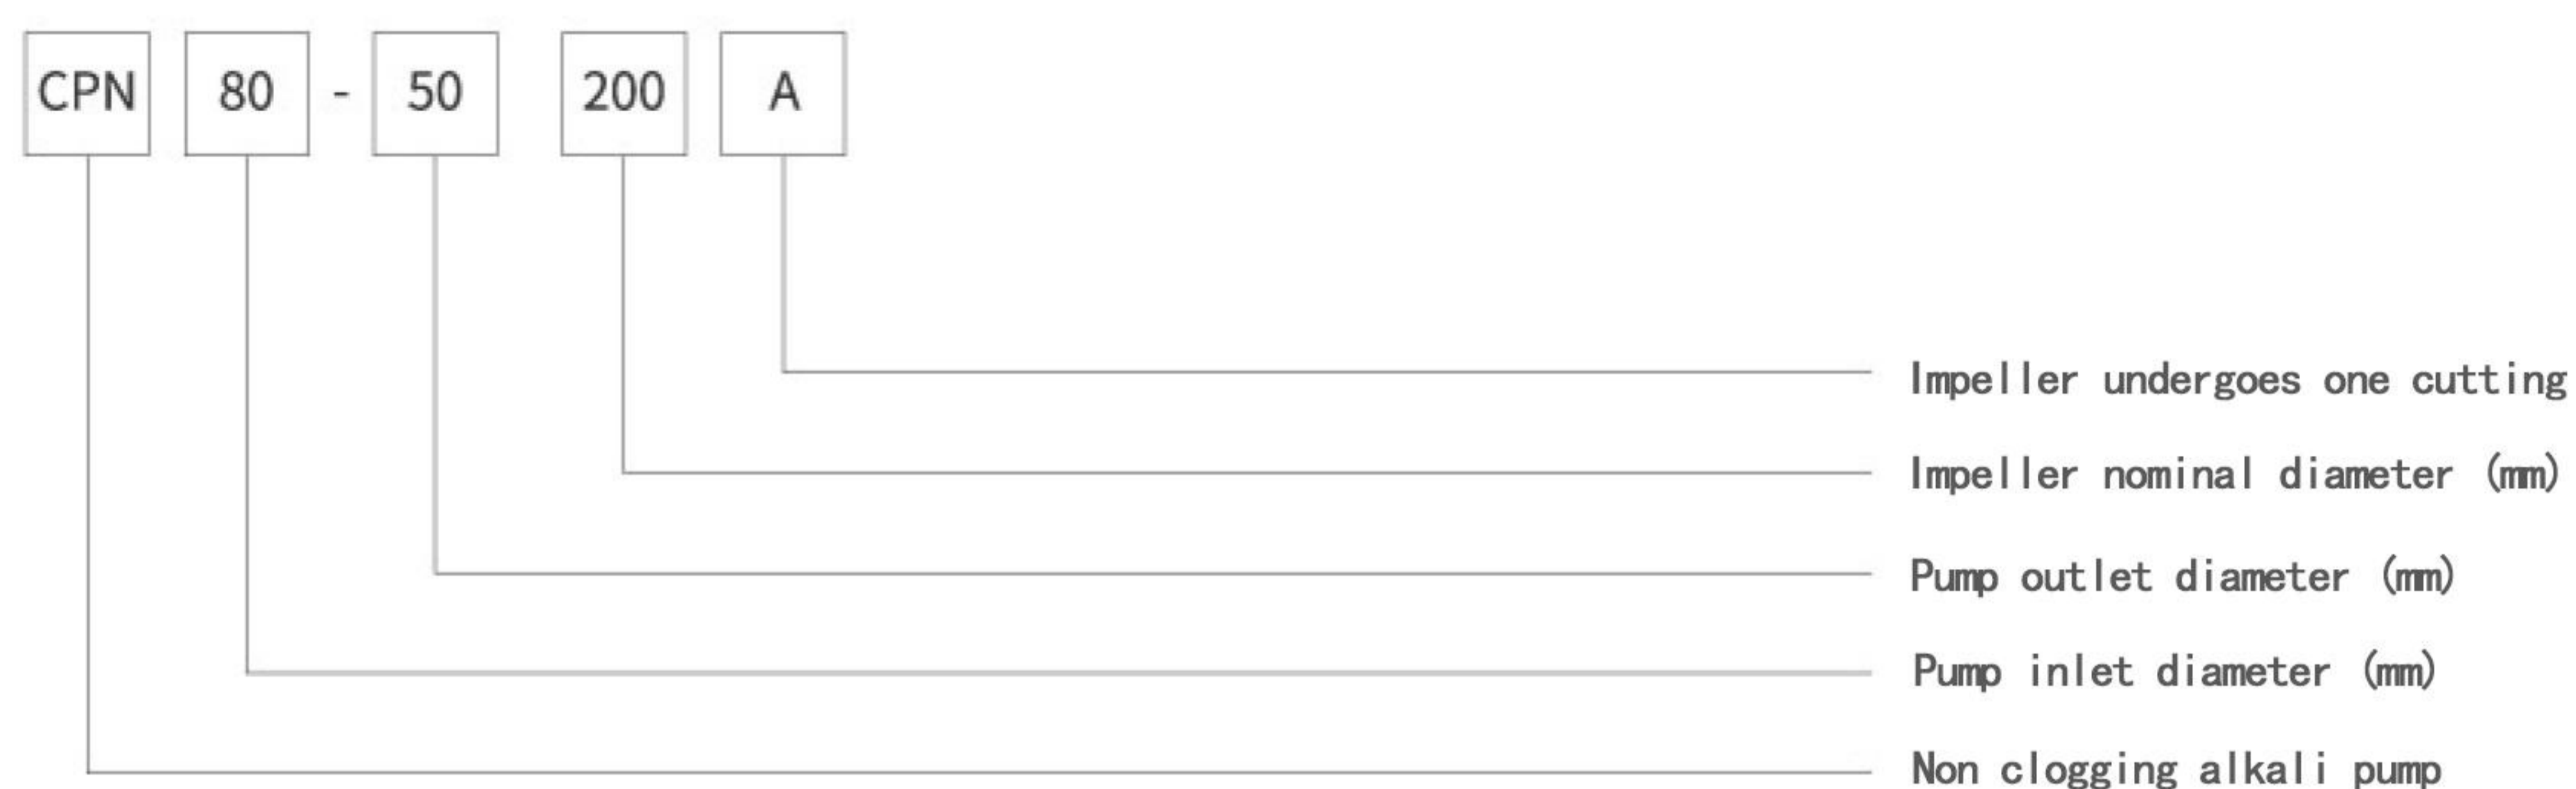 CPN 80 - 50 200 A
Impeller undergoes one cutting
Impeller nominal diameter (mm)
Pump outlet diameter (mm)
Pump inlet diameter (mm)
Non clogging alkali pump